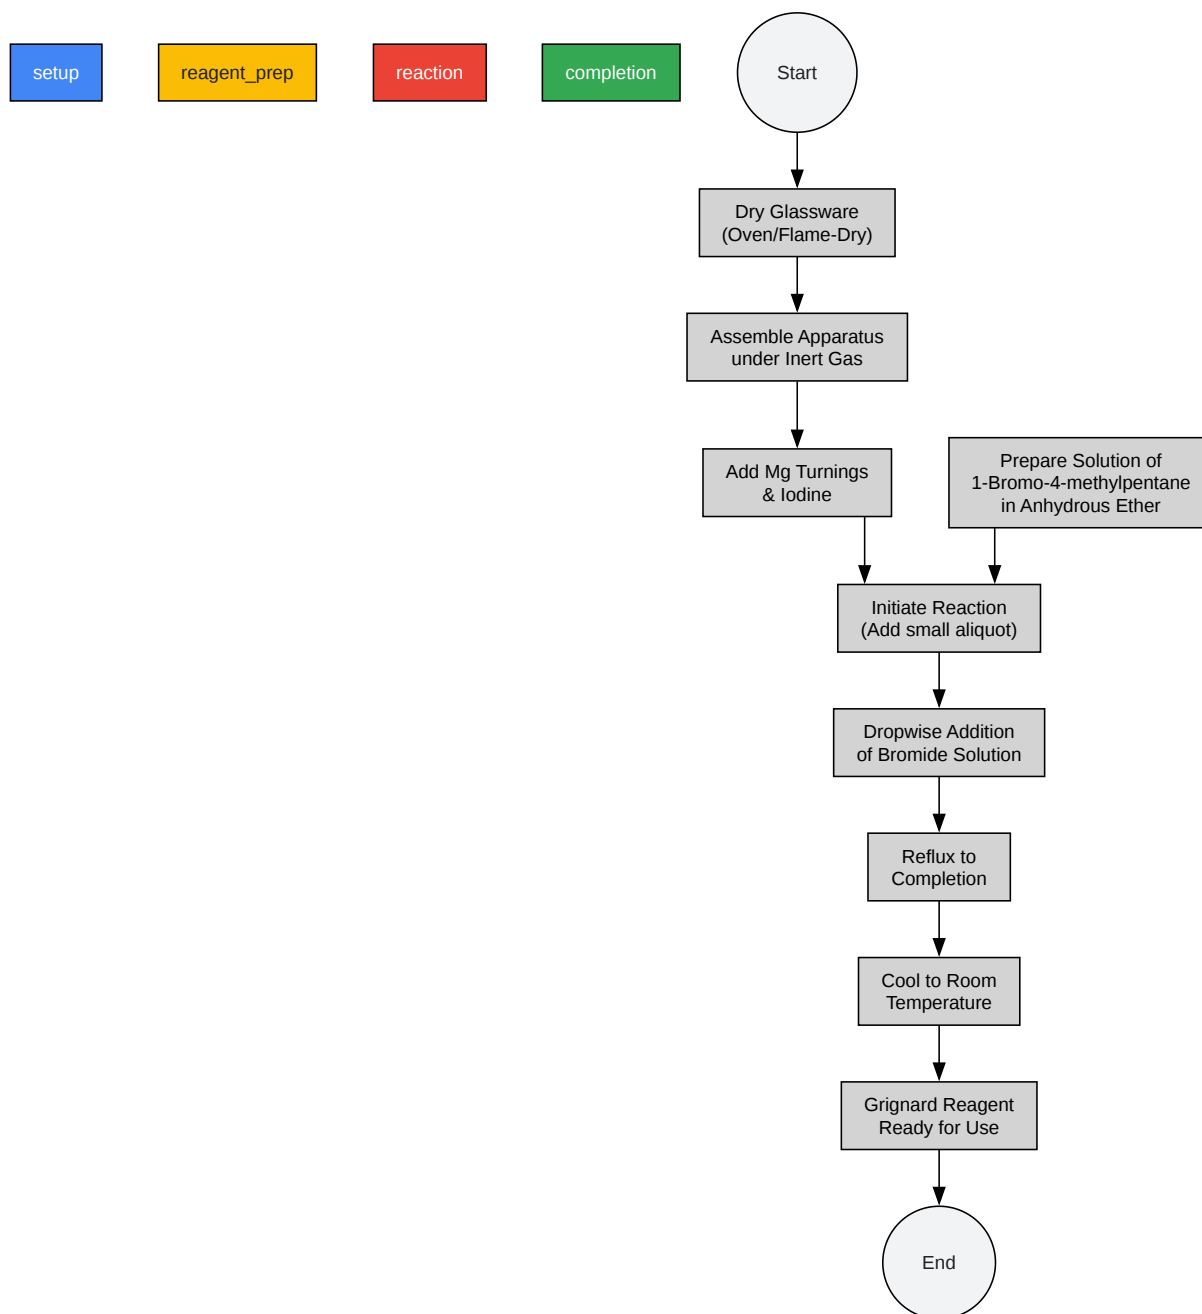 setup
reagent_prep
reaction
completion
Start
Dry Glassware
(Oven/Flame-Dry)
Assemble Apparatus
under Inert Gas
Add Mg Turnings
& Iodine
Prepare Solution of
1-Bromo-4-methylpentane
in Anhydrous Ether
Initiate Reaction
(Add small aliquot)
Dropwise Addition
of Bromide Solution
Reflux to
Completion
Cool to Room
Temperature
Grignard Reagent
Ready for Use
End